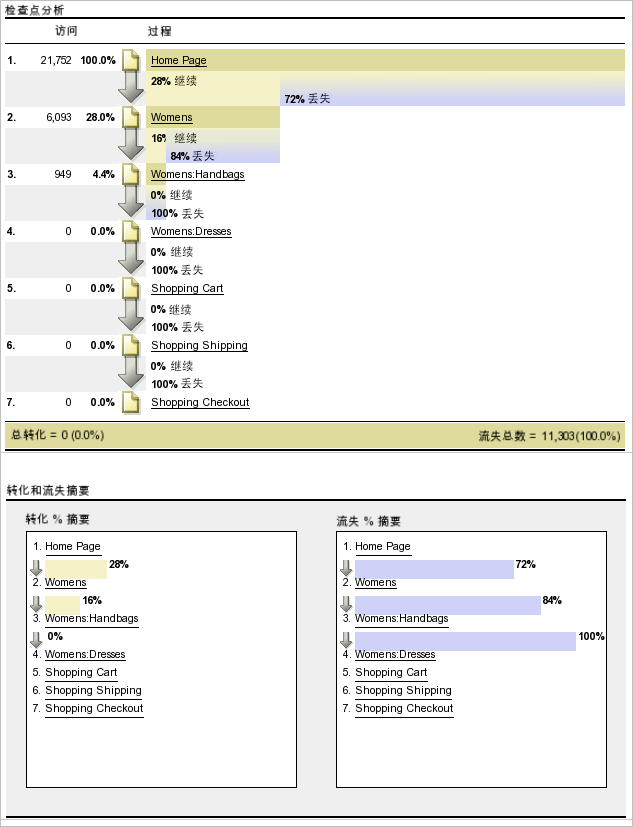 检查点分析
访问 过程
1. 21,752 100.0% Home Page
28% 继续
72% 丢失
2. 6,093 28.0% Womens
16% 继续
84% 丢失
3. 949 4.4% Womens:Handbags
0% 继续
100% 丢失
4. 0 0.0% Womens:Dresses
0% 继续
100% 丢失
5. 0 0.0% Shopping Cart
0% 继续
100% 丢失
6. 0 0.0% Shopping Shipping
0% 继续
100% 丢失
7. 0 0.0% Shopping Checkout
总转化 = 0 (0.0%) 流失总数 = 11,303(100.0%)
转化和流失摘要
转化 % 摘要
1. Home Page
28%
2. Womens
16%
3. Womens:Handbags
0%
4. Womens:Dresses
5. Shopping Cart
6. Shopping Shipping
7. Shopping Checkout
流失 % 摘要
1. Home Page
72%
2. Womens
84%
3. Womens:Handbags
100%
4. Womens:Dresses
5. Shopping Cart
6. Shopping Shipping
7. Shopping Checkout